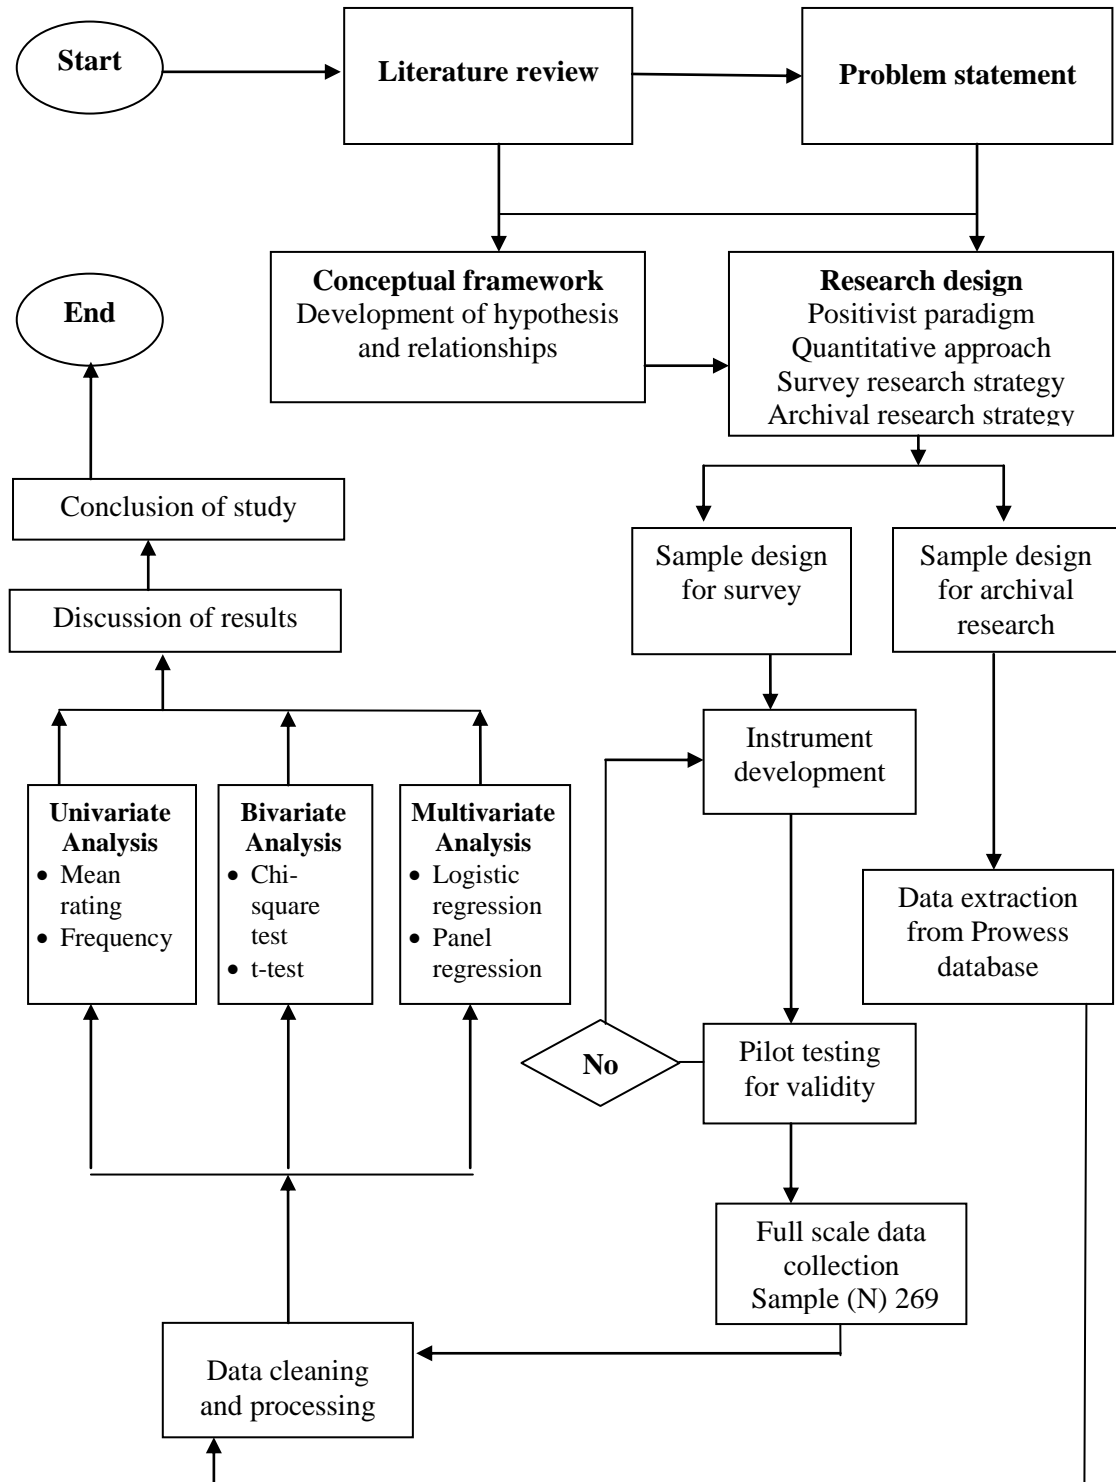 Start
Literature review
Problem statement
Conceptual framework
Development of hypothesis
and relationships
Research design
Positivist paradigm
Quantitative approach
Survey research strategy
Archival research strategy
End
Conclusion of study
Discussion of results
Sample design
for survey
Sample design
for archival
research
Instrument
development
Univariate
Analysis
• Mean
rating
• Frequency
Bivariate
Analysis
• Chi-
square
test
• t-test
Multivariate
Analysis
• Logistic
regression
• Panel
regression
Data extraction
from Prowess
database
No
Pilot testing
for validity
Full scale data
collection
Sample (N) 269
Data cleaning
and processing